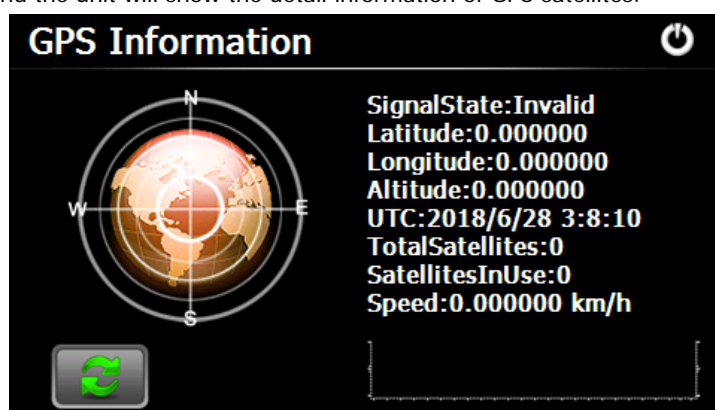 nd the unit will show the detail information of GPS satellites.
GPS Information
N
W
E
S
SignalState:Invalid
Latitude:0.000000
Longitude:0.000000
Altitude:0.000000
UTC:2018/6/28 3:8:10
TotalSatellites:0
SatellitesInUse:0
Speed:0.000000 km/h